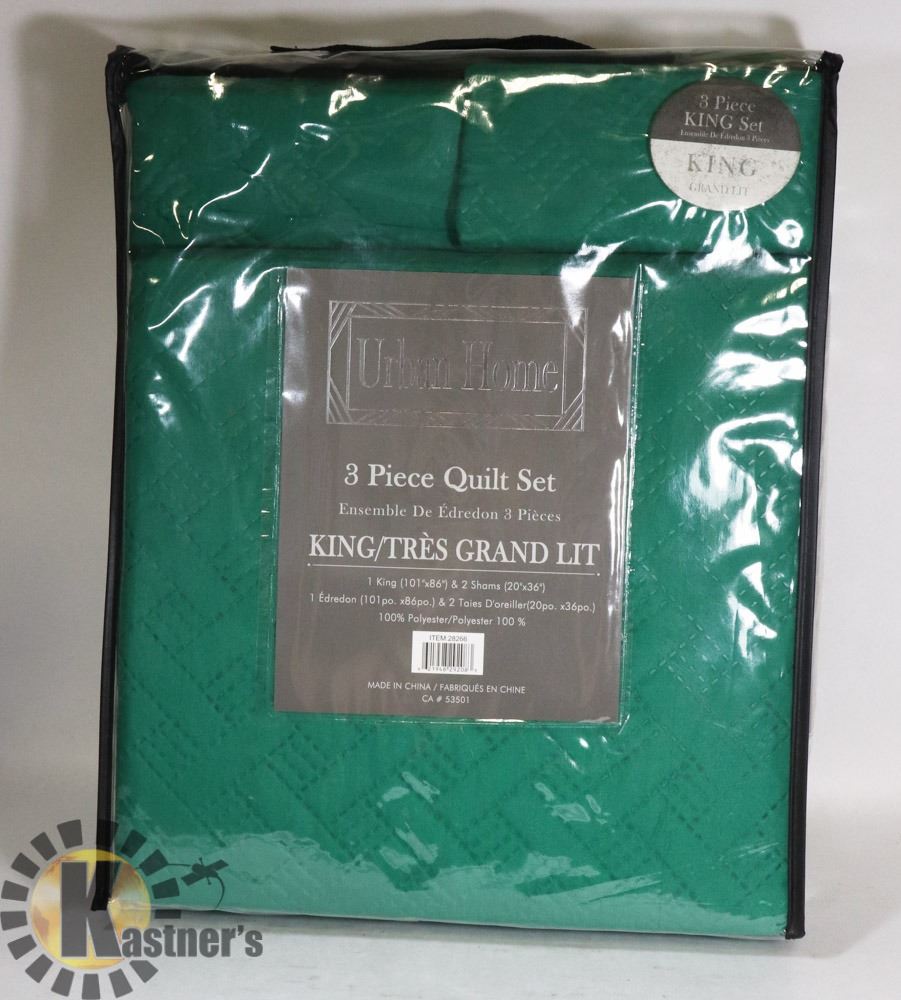 3 Piece
KING Set
Ensemble De Édredon 3 Pièces
KING
GRAND LIT
Urban Home
3 Piece Quilt Set
Ensemble De Édredon 3 Pièces
KING/TRÈS GRAND LIT
1 King (101"x86") & 2 Shams (20"x36")
1 Édredon (101po. x86po.) & 2 Taies D'oreiller(20po. x36po.)
100% Polyester/Polyester 100 %
ITEM:28266
MADE IN CHINA / FABRIQUÉS EN CHINE
CA # 53501
Kastner's